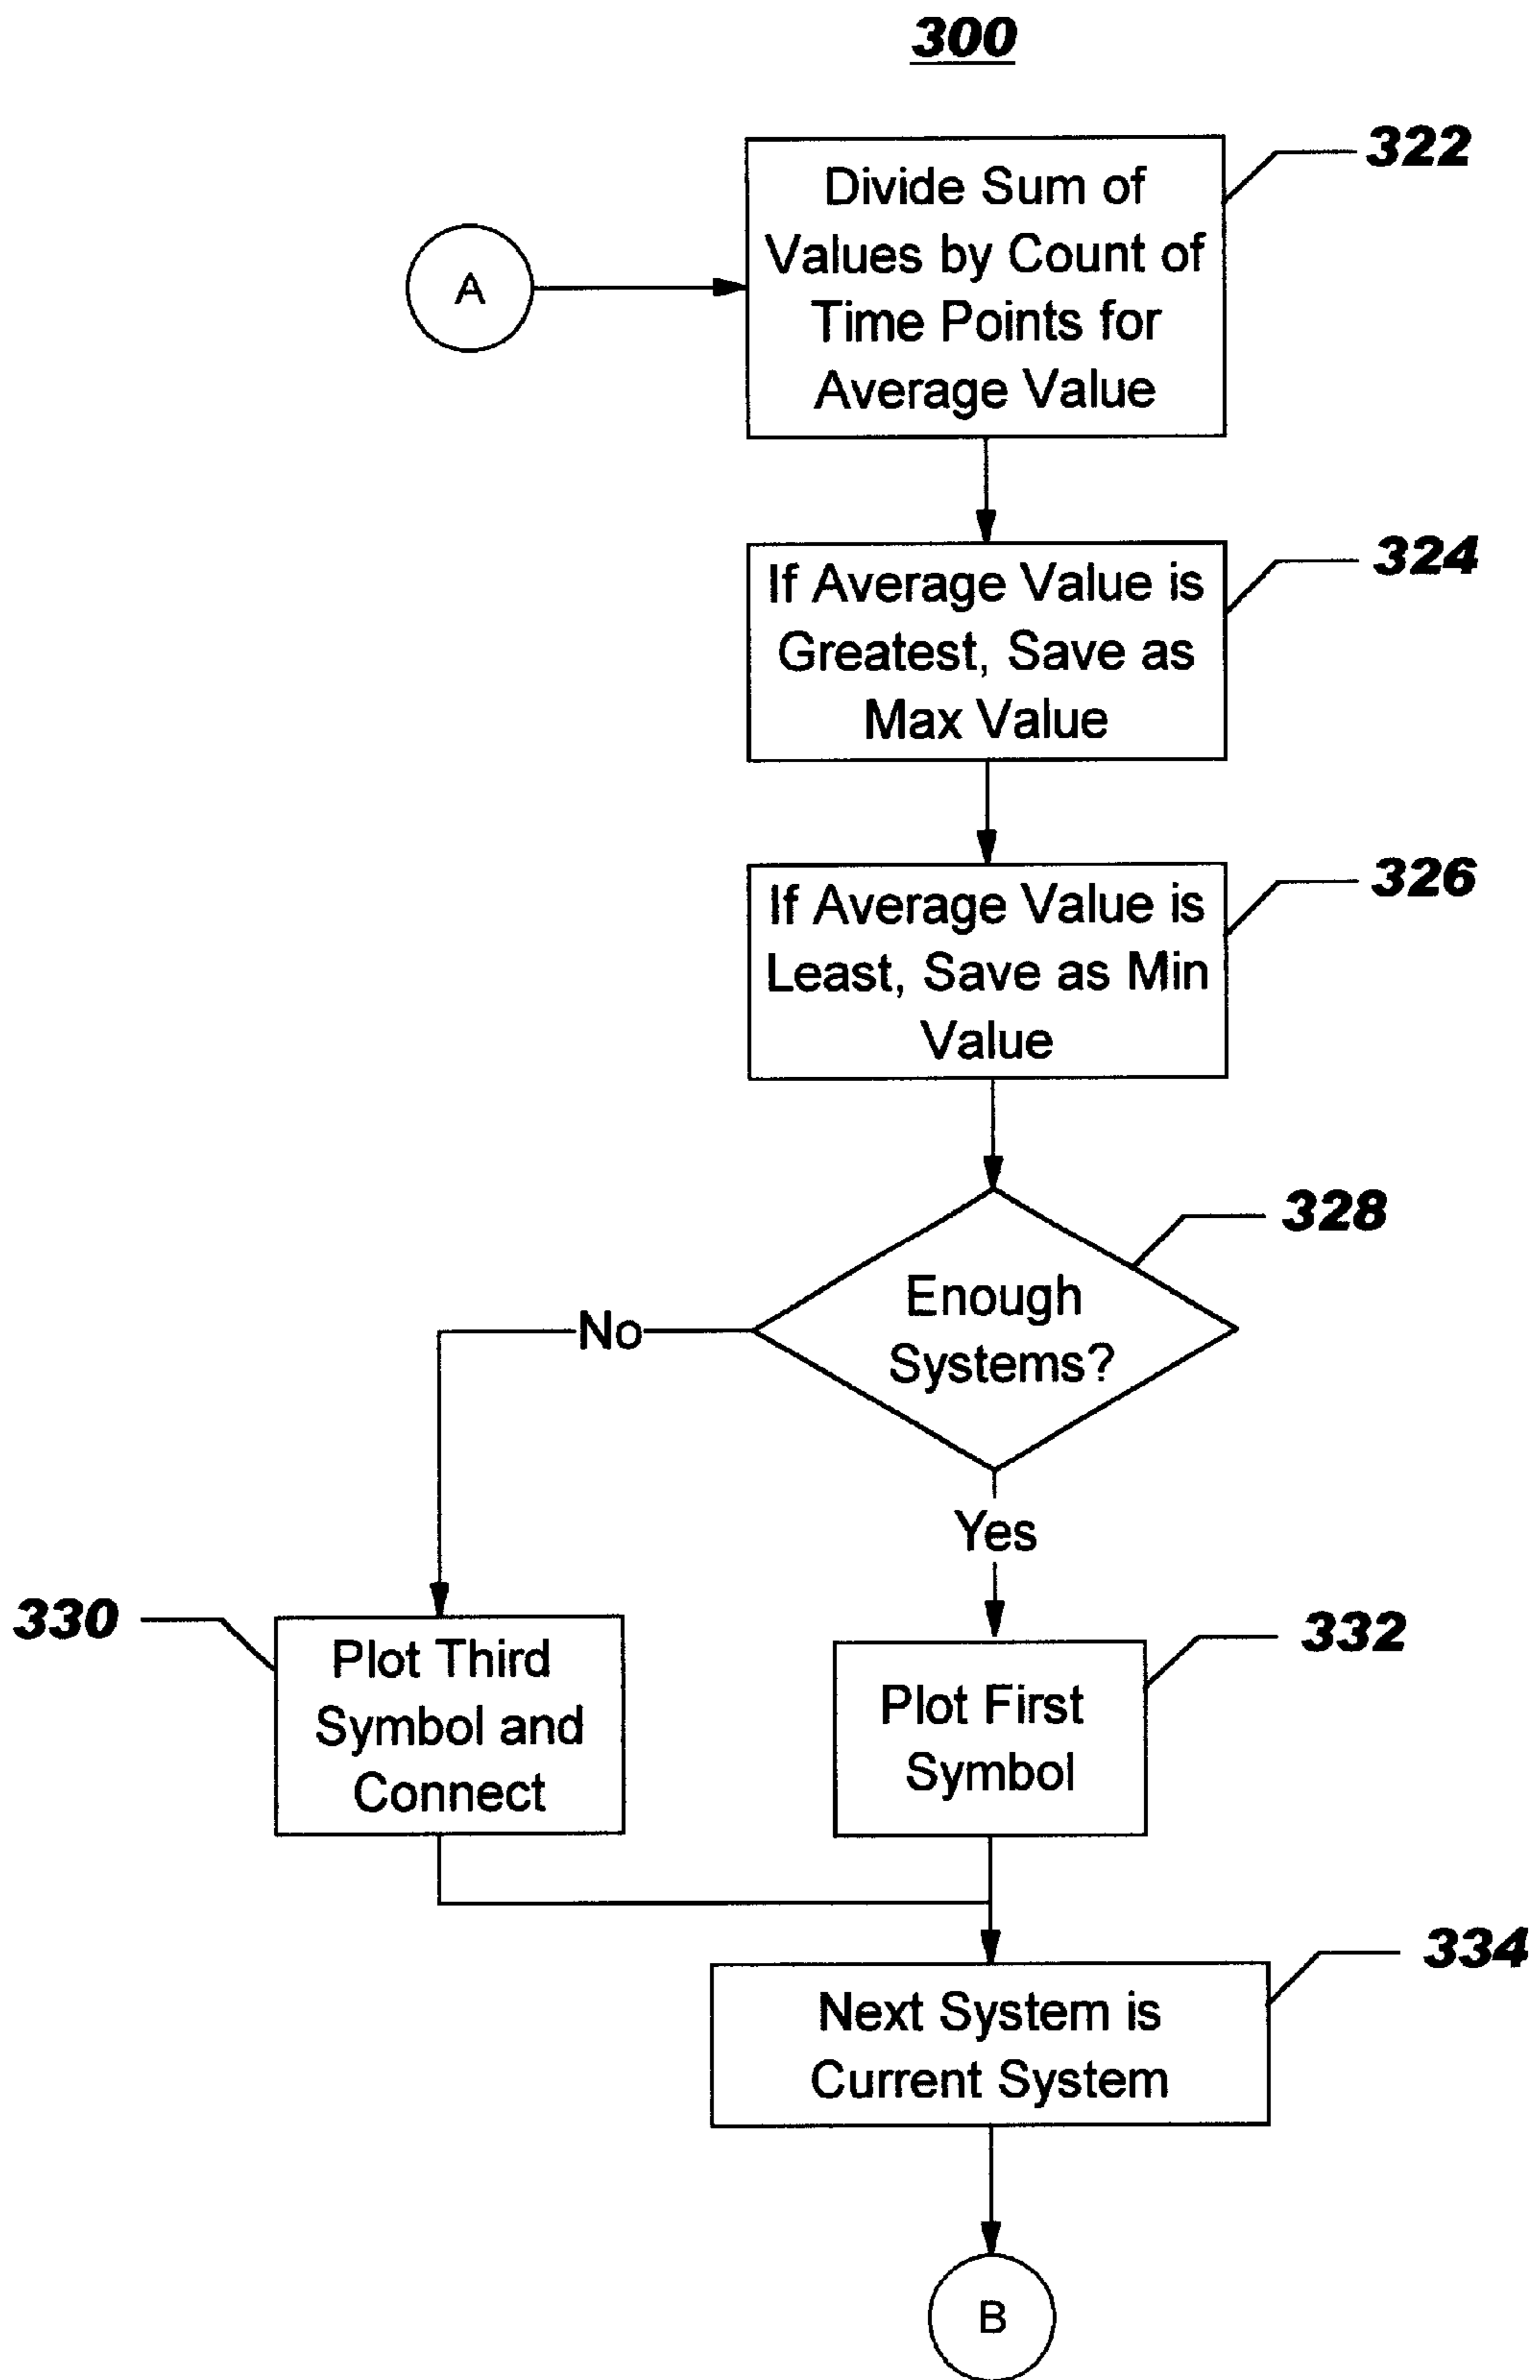 300
322
Divide Sum of
Values by Count of
Time Points for
Average Value
A
324
If Average Value is
Greatest, Save as
Max Value
326
If Average Value is
Least, Save as Min
Value
328
Enough
Systems?
No
Yes
330
Plot Third
Symbol and
Connect
332
Plot First
Symbol
334
Next System is
Current System
B